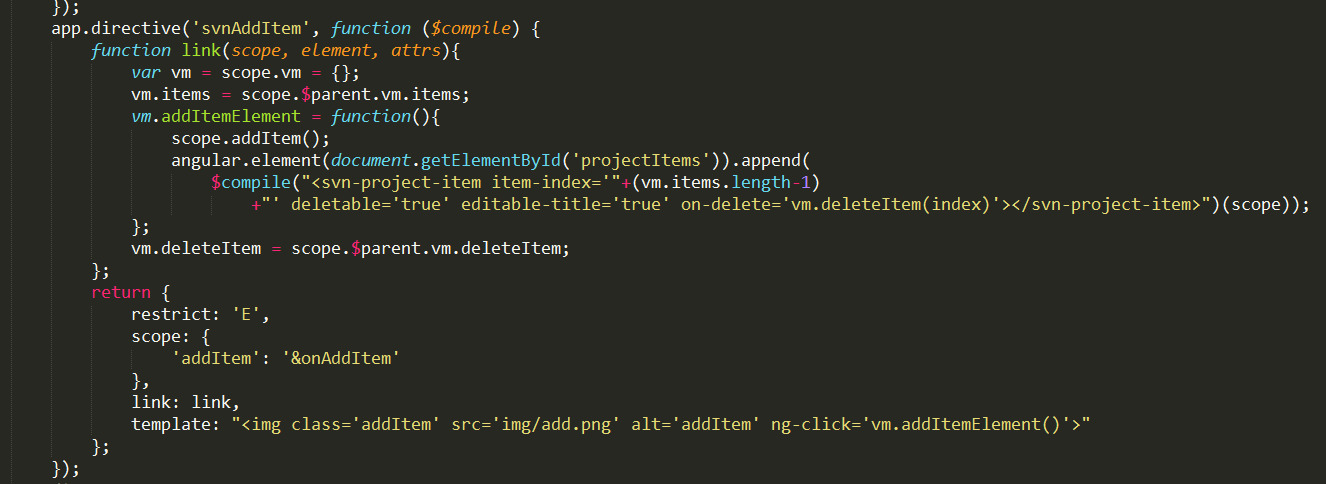 });
app.directive('svnAddItem', function ($compile) {
function link(scope, element, attrs){
var vm = scope.vm = {};
vm.items = scope.$parent.vm.items;
vm.addItemElement = function(){
scope.addItem();
angular.element(document.getElementById('projectItems')).append(
$compile("<svn-project-item item-index='"+(vm.items.length-1)
+"' deletable='true' editable-title='true' on-delete='vm.deleteItem(index)'></svn-project-item>")(scope));
};
vm.deleteItem = scope.$parent.vm.deleteItem;
};
return {
restrict: 'E',
scope: {
'addItem': '&onAddItem'
},
link: link,
template: "<img class='addItem' src='img/add.png' alt='addItem' ng-click='vm.addItemElement()'>"
};
});